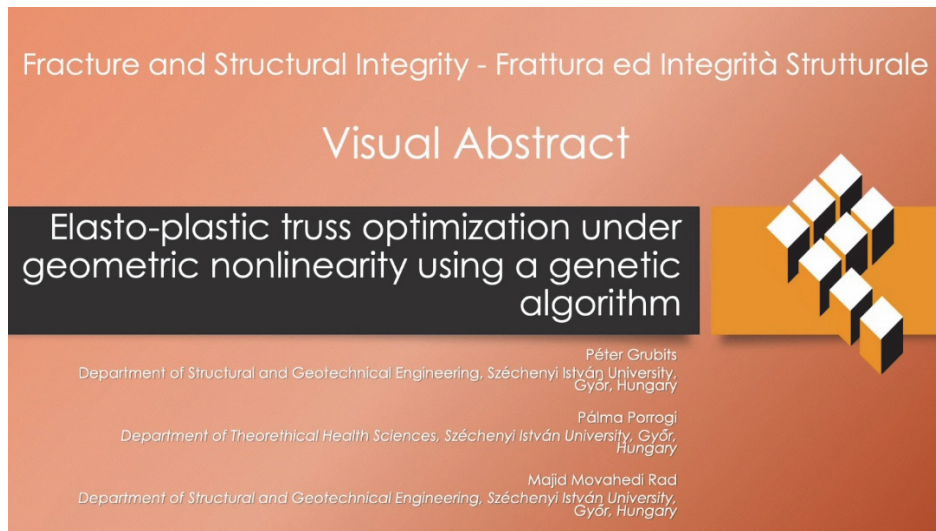 Fracture and Structural Integrity - Frattura ed Integrità Strutturale
Visual Abstract
Elasto-plastic truss optimization under
geometric nonlinearity using a genetic
algorithm
Péter Grubits
Department of Structural and Geotechnical Engineering, Széchenyi István University,
Győr, Hungary
Pálma Porrogi
Department of Theorethical Health Sciences, Széchenyi István University, Győr,
Hungary
Majid Movahedi Rad
Department of Structural and Geotechnical Engineering, Széchenyi István University,
Győr, Hungary